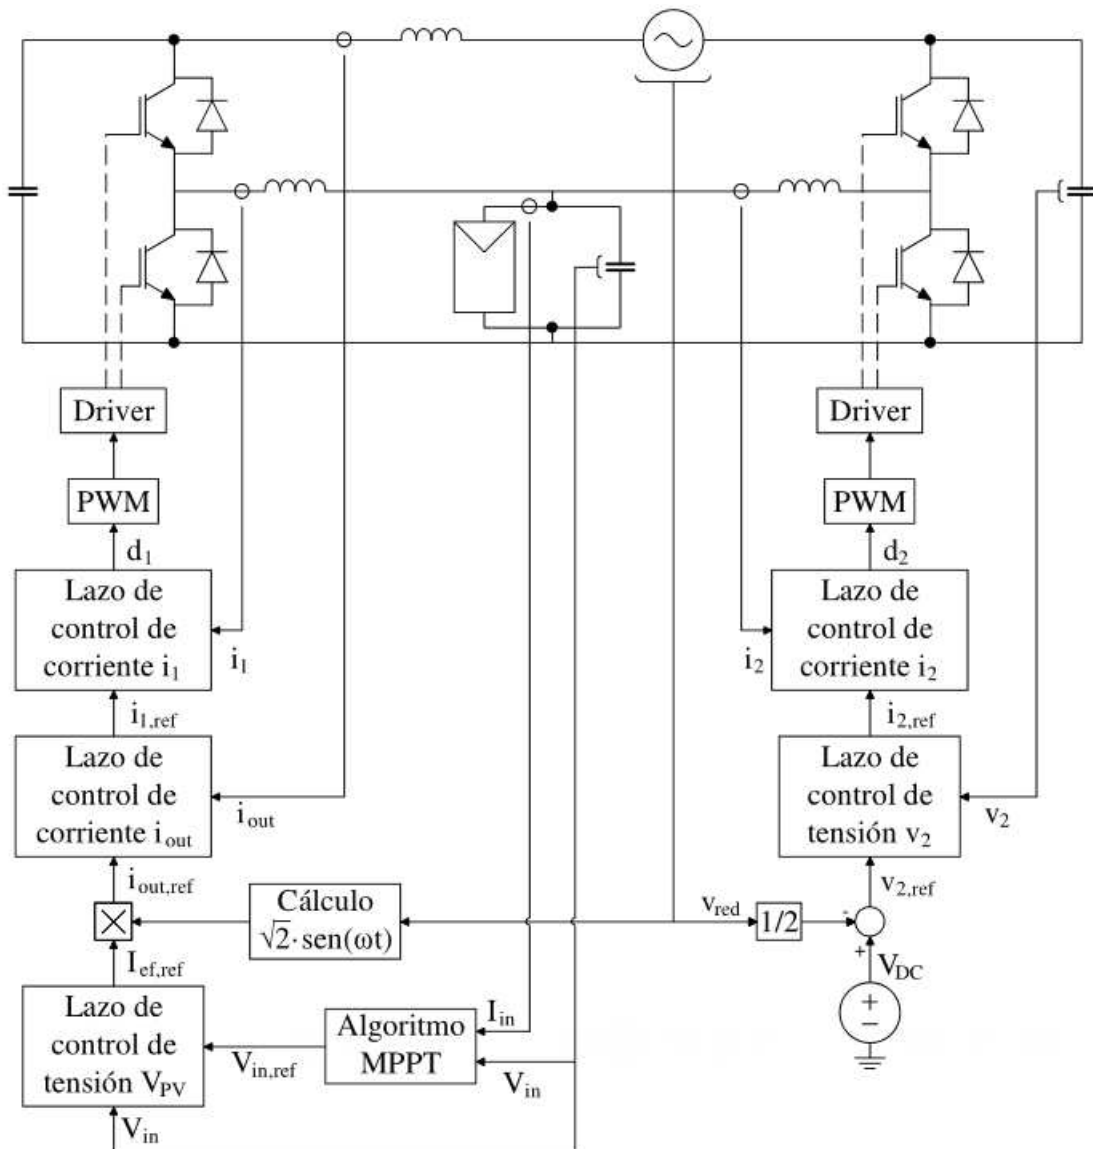 Driver
Driver
PWM
PWM
d₁
d₂
Lazo de
control de
corriente i₁
i₁
Lazo de
control de
corriente i₂
i₂
i₁,ref
i₂,ref
Lazo de
control de
corriente iout
iout
Lazo de
control de
tensión v₂
v₂
iout,ref
v₂,ref
Cálculo
√2·sen(ωt)
vred
1/2
-
+
VDC
Ief,ref
+
−
Lazo de
control de
tensión VPV
Vin,ref
Algoritmo
MPPT
Iin
Vin
Vin